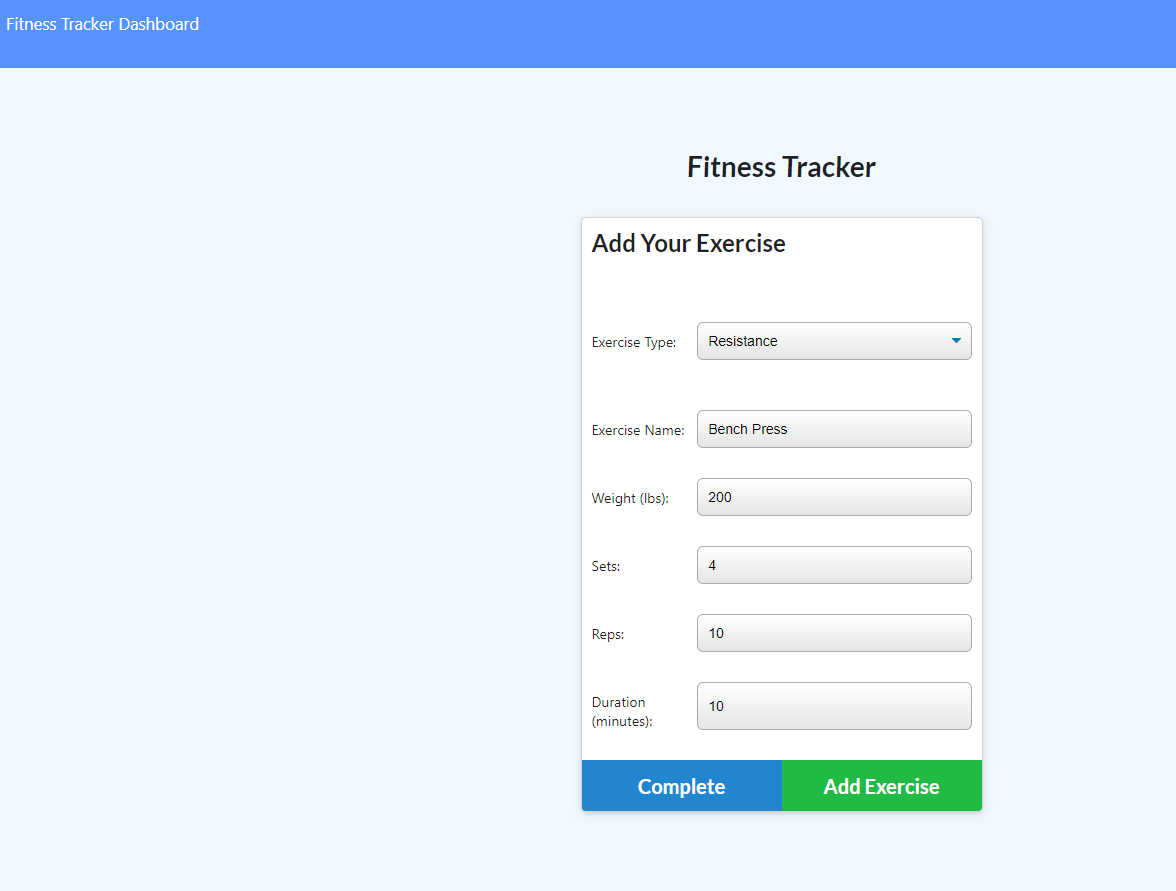 Fitness Tracker Dashboard
Fitness Tracker
Add Your Exercise
Exercise Type: Resistance
Exercise Name: Bench Press
Weight (lbs): 200
Sets: 4
Reps: 10
Duration
(minutes): 10
Complete Add Exercise